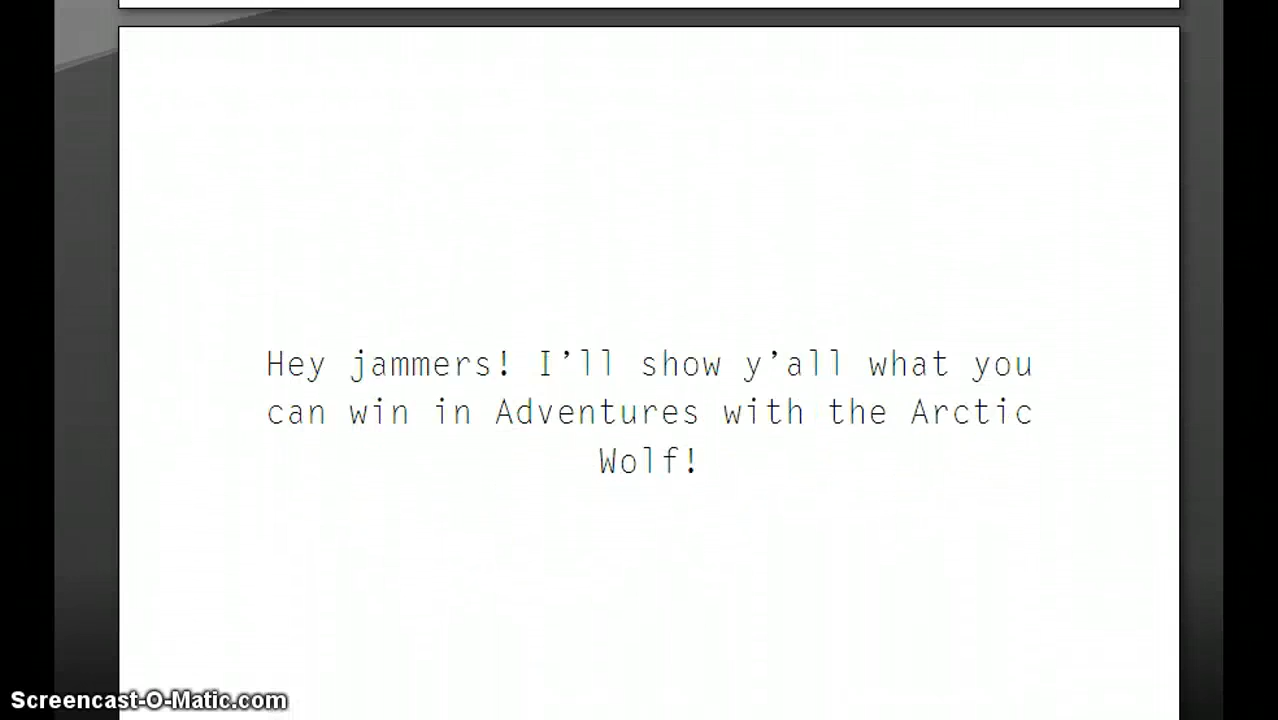 Hey jammers! I’ll show y’all what you
can win in Adventures with the Arctic
Wolf!
Screencast-O-Matic.com